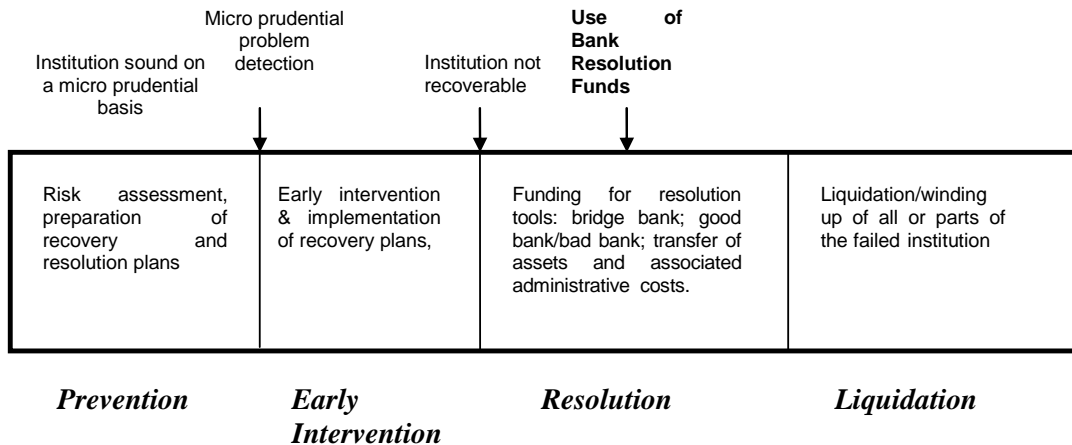 Institution sound on
a micro prudential
basis
Micro prudential
problem
detection
Institution not
recoverable
Use of
Bank
Resolution
Funds
Risk assessment,
preparation of
recovery and
resolution plans
Early intervention
& implementation
of recovery plans,
Funding for resolution
tools: bridge bank; good
bank/bad bank; transfer of
assets and associated
administrative costs.
Liquidation/winding
up of all or parts of
the failed institution
Prevention
Early
Intervention
Resolution
Liquidation